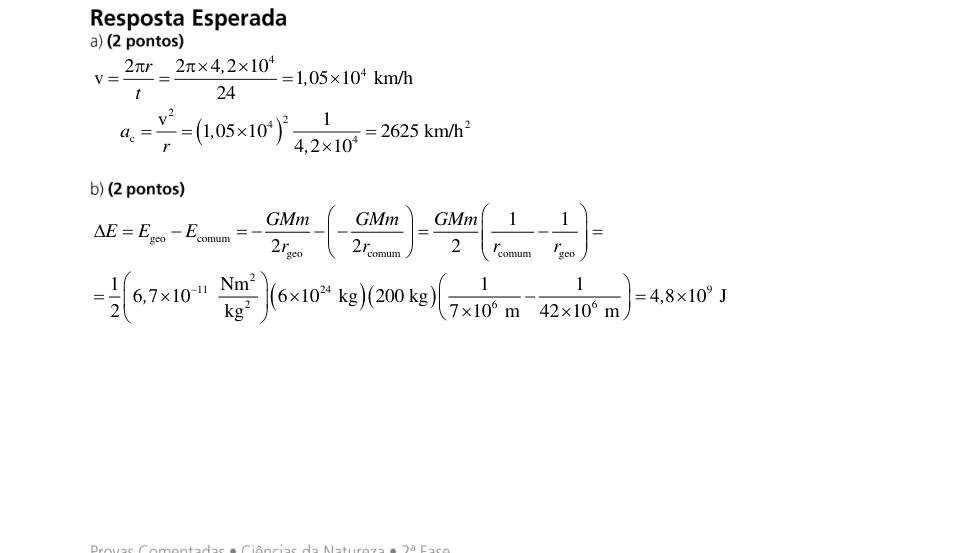 Resposta Esperada
a) (2 pontos)
v = 2πr / t = 2π×4,2×10⁴ / 24 = 1,05×10⁴ km/h
a_c = v² / r = (1,05×10⁴)² 1 / 4,2×10⁴ = 2625 km/h²
b) (2 pontos)
ΔE = E_geo − E_comum = − GMm / 2r_geo − (− GMm / 2r_comum) = GMm / 2 (1 / r_comum − 1 / r_geo) =
= 1/2 (6,7×10⁻¹¹ Nm² / kg²)(6×10²⁴ kg)(200 kg)(1 / 7×10⁶ m − 1 / 42×10⁶ m) = 4,8×10⁹ J
Provas Comentadas • Ciências da Natureza • 2ª Fase